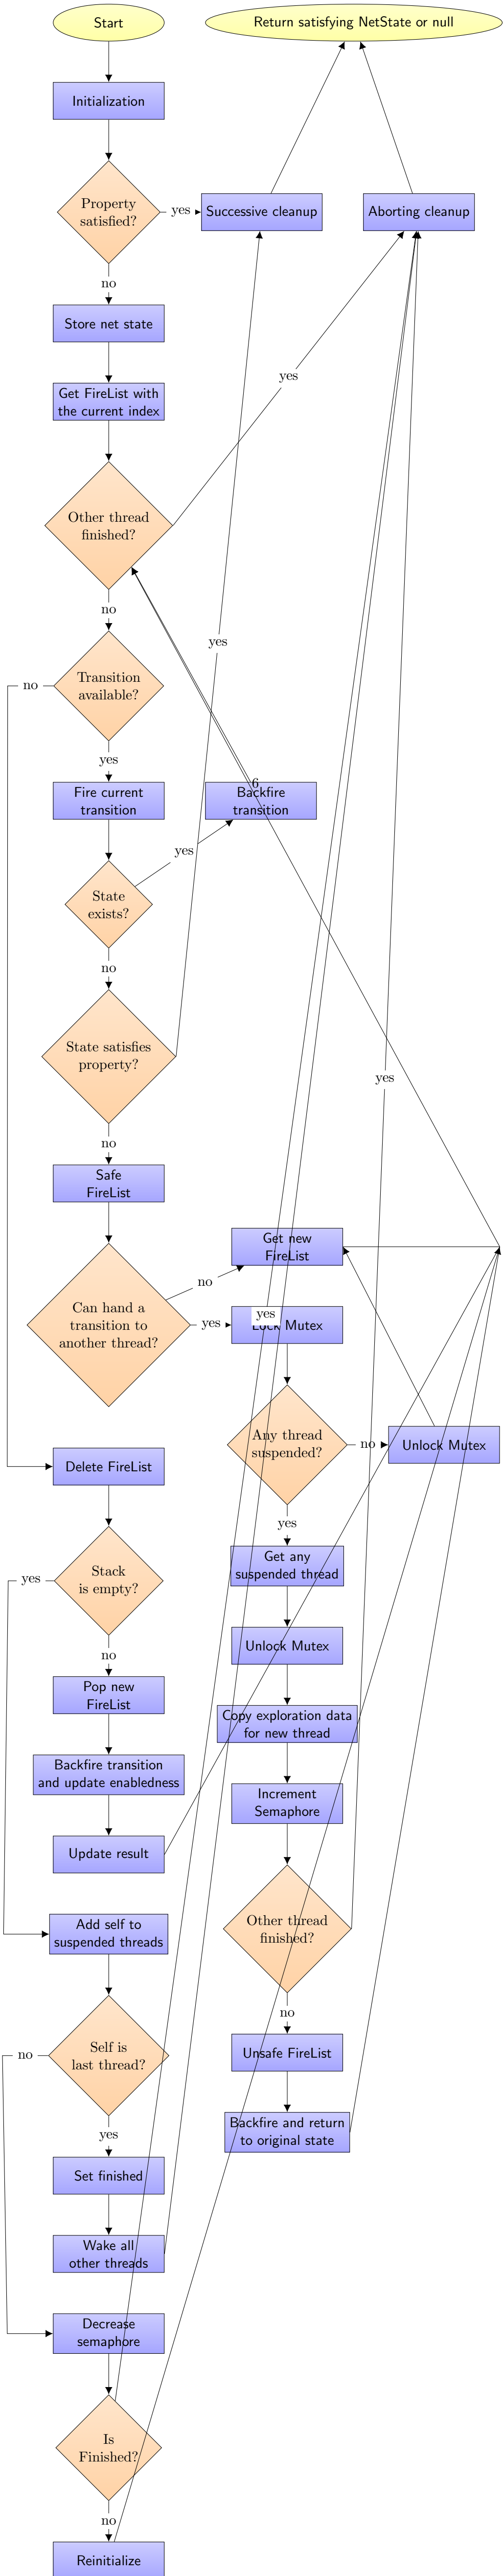 Start
Return satisfying NetState or null
Initialization
Property
satisfied?
yes
Successive cleanup
Aborting cleanup
no
Store net state
Get FireList with
the current index
yes
Other thread
finished?
no
yes
Transition
available?
no
yes
6
Fire current
transition
Backfire
transition
yes
State
exists?
no
State satisfies
property?
yes
no
Safe
FireList
Get new
FireList
no
Can hand a
transition to
another thread?
yes
yes
Lock Mutex
Any thread
suspended?
no
Unlock Mutex
Delete FireList
yes
Get any
suspended thread
Stack
is empty?
yes
Unlock Mutex
no
Pop new
FireList
Copy exploration data
for new thread
Backfire transition
and update enabledness
Increment
Semaphore
Update result
Other thread
finished?
Add self to
suspended threads
no
Self is
last thread?
no
Unsafe FireList
yes
Backfire and return
to original state
Set finished
Wake all
other threads
Decrease
semaphore
Is
Finished?
no
Reinitialize